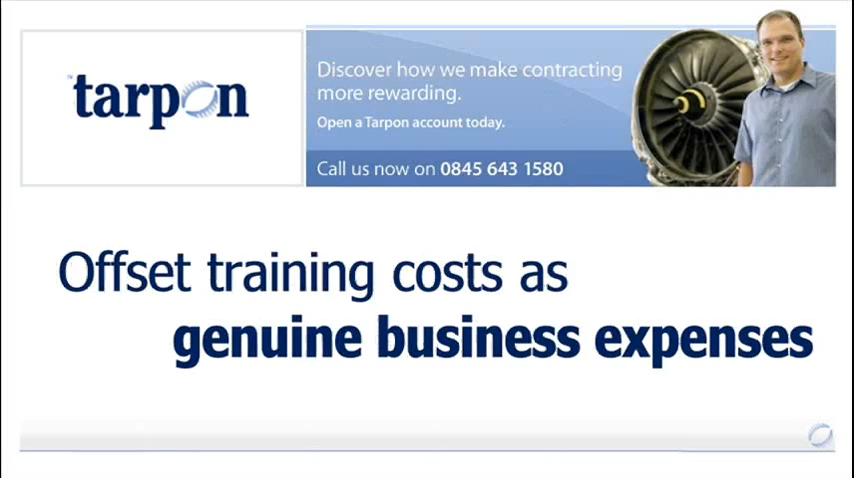 ™tarpon
Discover how we make contracting
more rewarding.
Open a Tarpon account today.
Call us now on 0845 643 1580
Offset training costs as
genuine business expenses